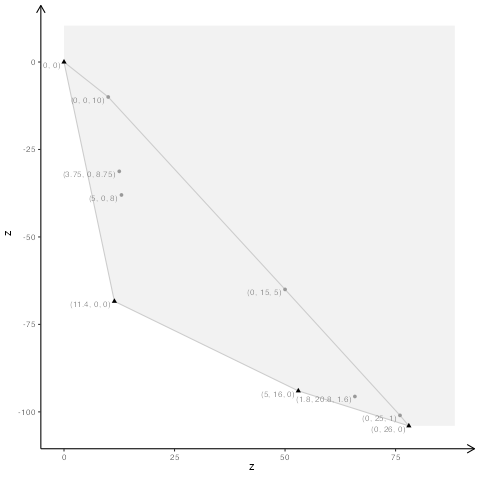 0
(0, 0)
(0, 0, 10)
-25
(3.75, 0, 8.75)
(5, 0, 8)
z
-50
(0, 15, 5)
(11.4, 0, 0)
-75
(5, 16, 0)
(1.8, 20.8, 1.6)
-100
(0, 25, 1)
(0, 26, 0)
0
25
50
75
z